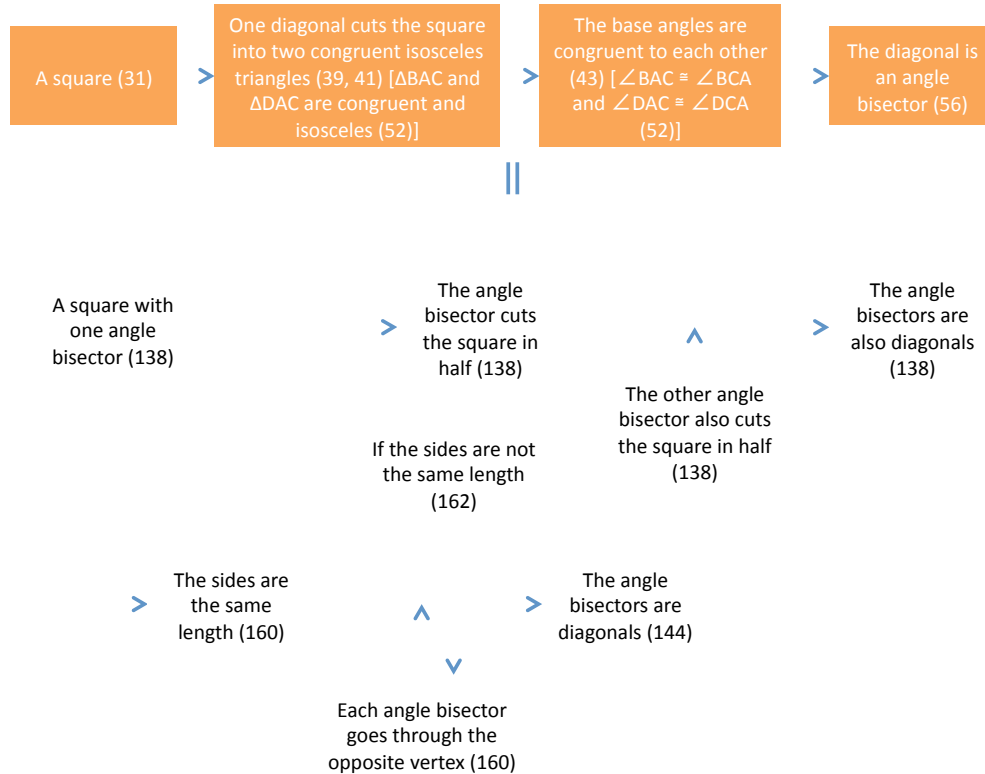 A square (31)
>
One diagonal cuts the square
into two congruent isosceles
triangles (39, 41) [ΔBAC and
ΔDAC are congruent and
isosceles (52)]
>
The base angles are
congruent to each other
(43) [∠BAC ≅ ∠BCA
and ∠DAC ≅ ∠DCA
(52)]
>
The diagonal is
an angle
bisector (56)
||
A square with
one angle
bisector (138)
>
The angle
bisector cuts
the square in
half (138)
^
The other angle
bisector also cuts
the square in half
(138)
>
The angle
bisectors are
also diagonals
(138)
If the sides are not
the same length
(162)
>
The sides are
the same
length (160)
^
v
Each angle bisector
goes through the
opposite vertex (160)
>
The angle
bisectors are
diagonals (144)